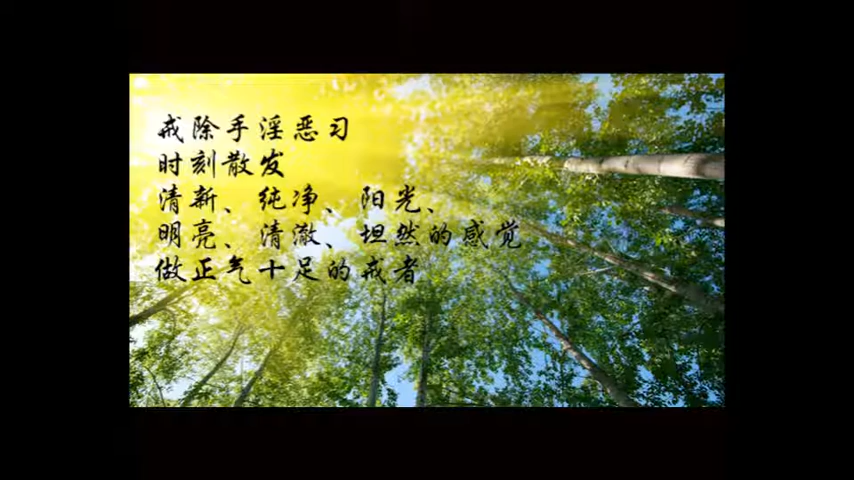 戒除手淫恶习
时刻散发
清新、纯净、阳光、
明亮、清澈、坦然的感觉
做正气十足的戒者